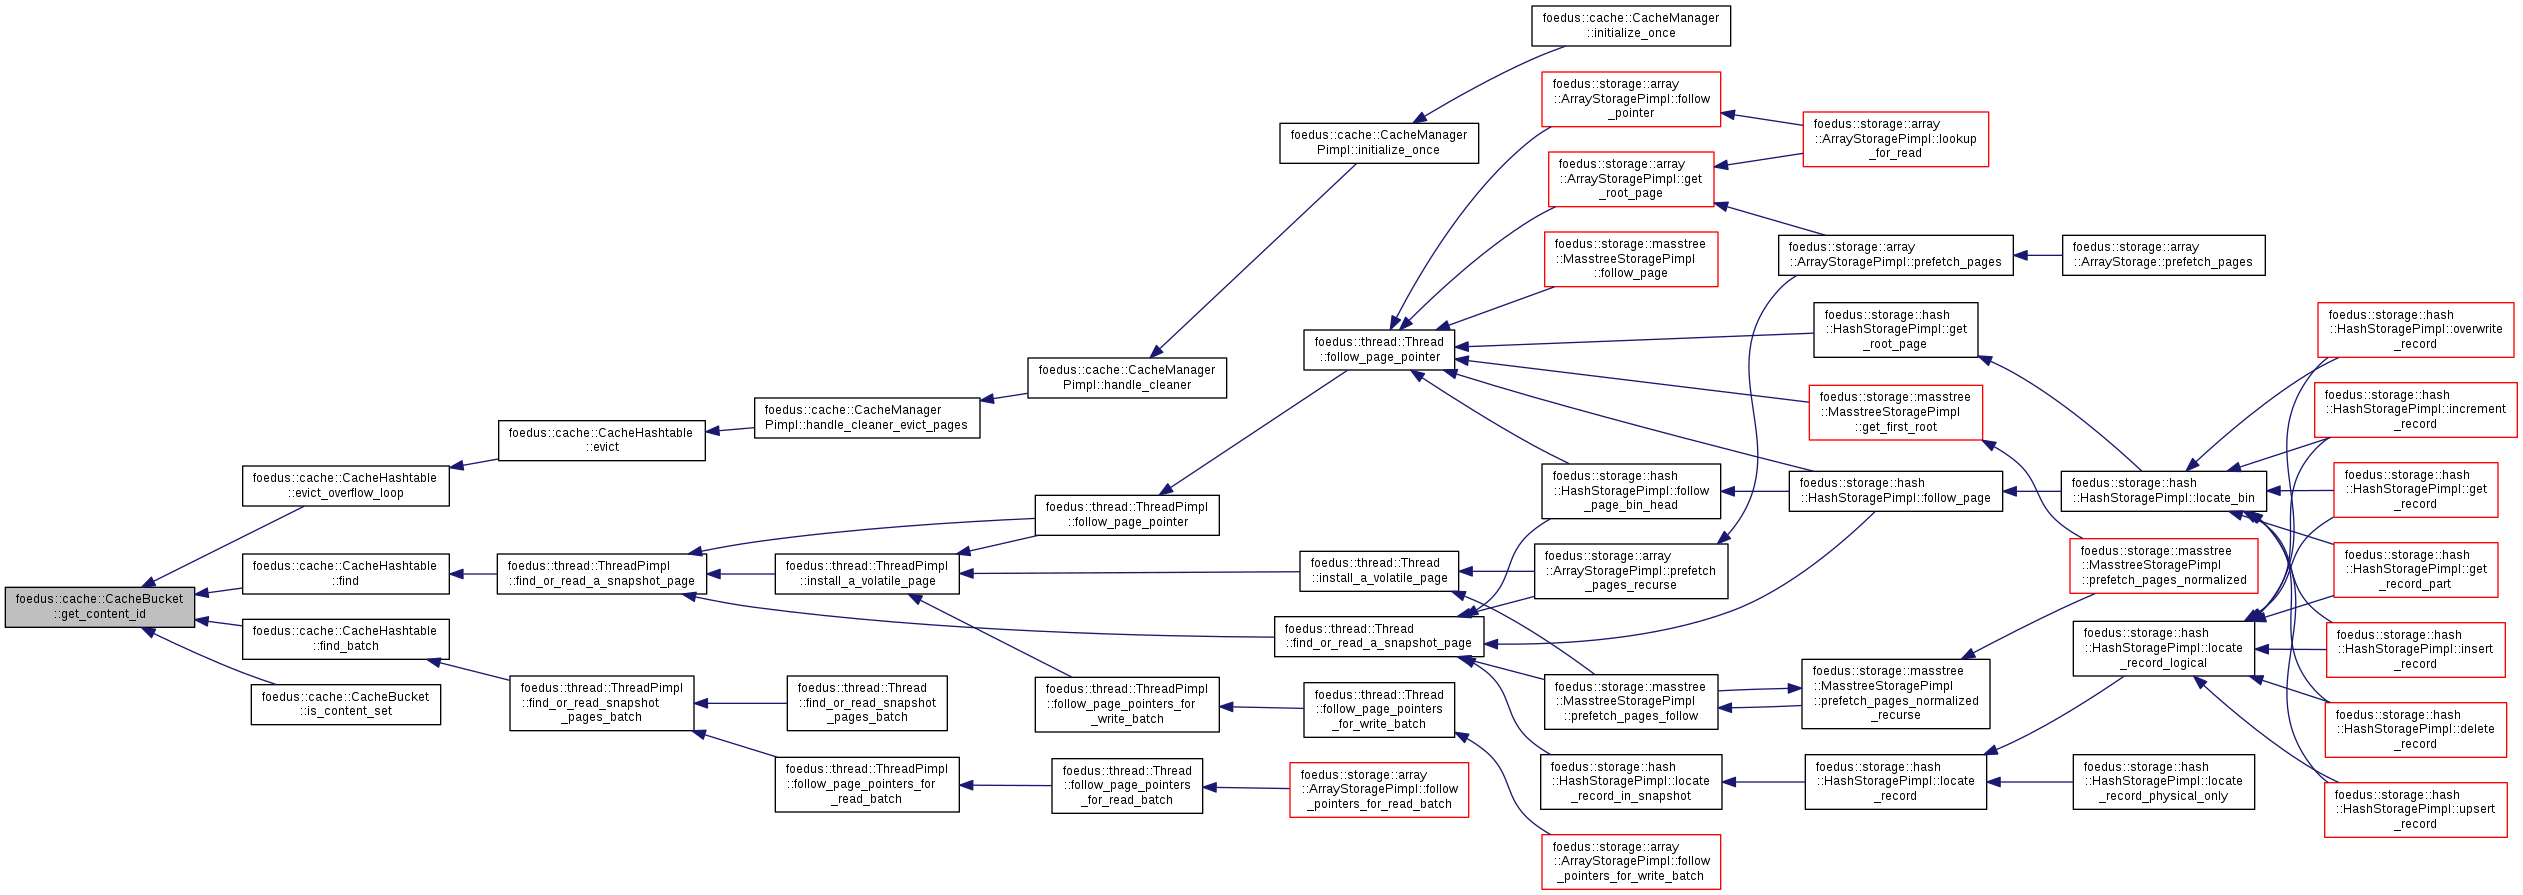 foedus::cache::CacheBucket
::get_content_id
foedus::cache::CacheHashtable
::evict_overflow_loop
foedus::cache::CacheHashtable
::find
foedus::cache::CacheHashtable
::find_batch
foedus::cache::CacheBucket
::is_content_set
foedus::cache::CacheHashtable
::evict
foedus::thread::ThreadPimpl
::find_or_read_a_snapshot_page
foedus::thread::ThreadPimpl
::find_or_read_snapshot
_pages_batch
foedus::cache::CacheManager
Pimpl::handle_cleaner_evict_pages
foedus::thread::ThreadPimpl
::install_a_volatile_page
foedus::thread::Thread
::find_or_read_snapshot
_pages_batch
foedus::thread::ThreadPimpl
::follow_page_pointers_for
_read_batch
foedus::cache::CacheManager
Pimpl::handle_cleaner
foedus::thread::ThreadPimpl
::follow_page_pointer
foedus::thread::ThreadPimpl
::follow_page_pointers_for
_write_batch
foedus::thread::Thread
::follow_page_pointers
_for_read_batch
foedus::cache::CacheManager
Pimpl::initialize_once
foedus::thread::Thread
::follow_page_pointer
foedus::thread::Thread
::install_a_volatile_page
foedus::thread::Thread
::find_or_read_a_snapshot_page
foedus::thread::Thread
::follow_page_pointers
_for_write_batch
foedus::storage::array
::ArrayStoragePimpl::follow
_pointers_for_read_batch
foedus::cache::CacheManager
::initialize_once
foedus::storage::array
::ArrayStoragePimpl::follow
_pointer
foedus::storage::array
::ArrayStoragePimpl::get
_root_page
foedus::storage::masstree
::MasstreeStoragePimpl
::follow_page
foedus::storage::hash
::HashStoragePimpl::follow
_page_bin_head
foedus::storage::array
::ArrayStoragePimpl::prefetch
_pages_recurse
foedus::storage::masstree
::MasstreeStoragePimpl
::prefetch_pages_follow
foedus::storage::hash
::HashStoragePimpl::locate
_record_in_snapshot
foedus::storage::array
::ArrayStoragePimpl::follow
_pointers_for_write_batch
foedus::storage::array
::ArrayStoragePimpl::lookup
_for_read
foedus::storage::array
::ArrayStoragePimpl::prefetch_pages
foedus::storage::hash
::HashStoragePimpl::get
_root_page
foedus::storage::masstree
::MasstreeStoragePimpl
::get_first_root
foedus::storage::hash
::HashStoragePimpl::follow_page
foedus::storage::masstree
::MasstreeStoragePimpl
::prefetch_pages_normalized
_recurse
foedus::storage::hash
::HashStoragePimpl::locate
_record
foedus::storage::array
::ArrayStorage::prefetch_pages
foedus::storage::hash
::HashStoragePimpl::locate_bin
foedus::storage::masstree
::MasstreeStoragePimpl
::prefetch_pages_normalized
foedus::storage::hash
::HashStoragePimpl::locate
_record_logical
foedus::storage::hash
::HashStoragePimpl::locate
_record_physical_only
foedus::storage::hash
::HashStoragePimpl::overwrite
_record
foedus::storage::hash
::HashStoragePimpl::increment
_record
foedus::storage::hash
::HashStoragePimpl::get
_record
foedus::storage::hash
::HashStoragePimpl::get
_record_part
foedus::storage::hash
::HashStoragePimpl::insert
_record
foedus::storage::hash
::HashStoragePimpl::delete
_record
foedus::storage::hash
::HashStoragePimpl::upsert
_record